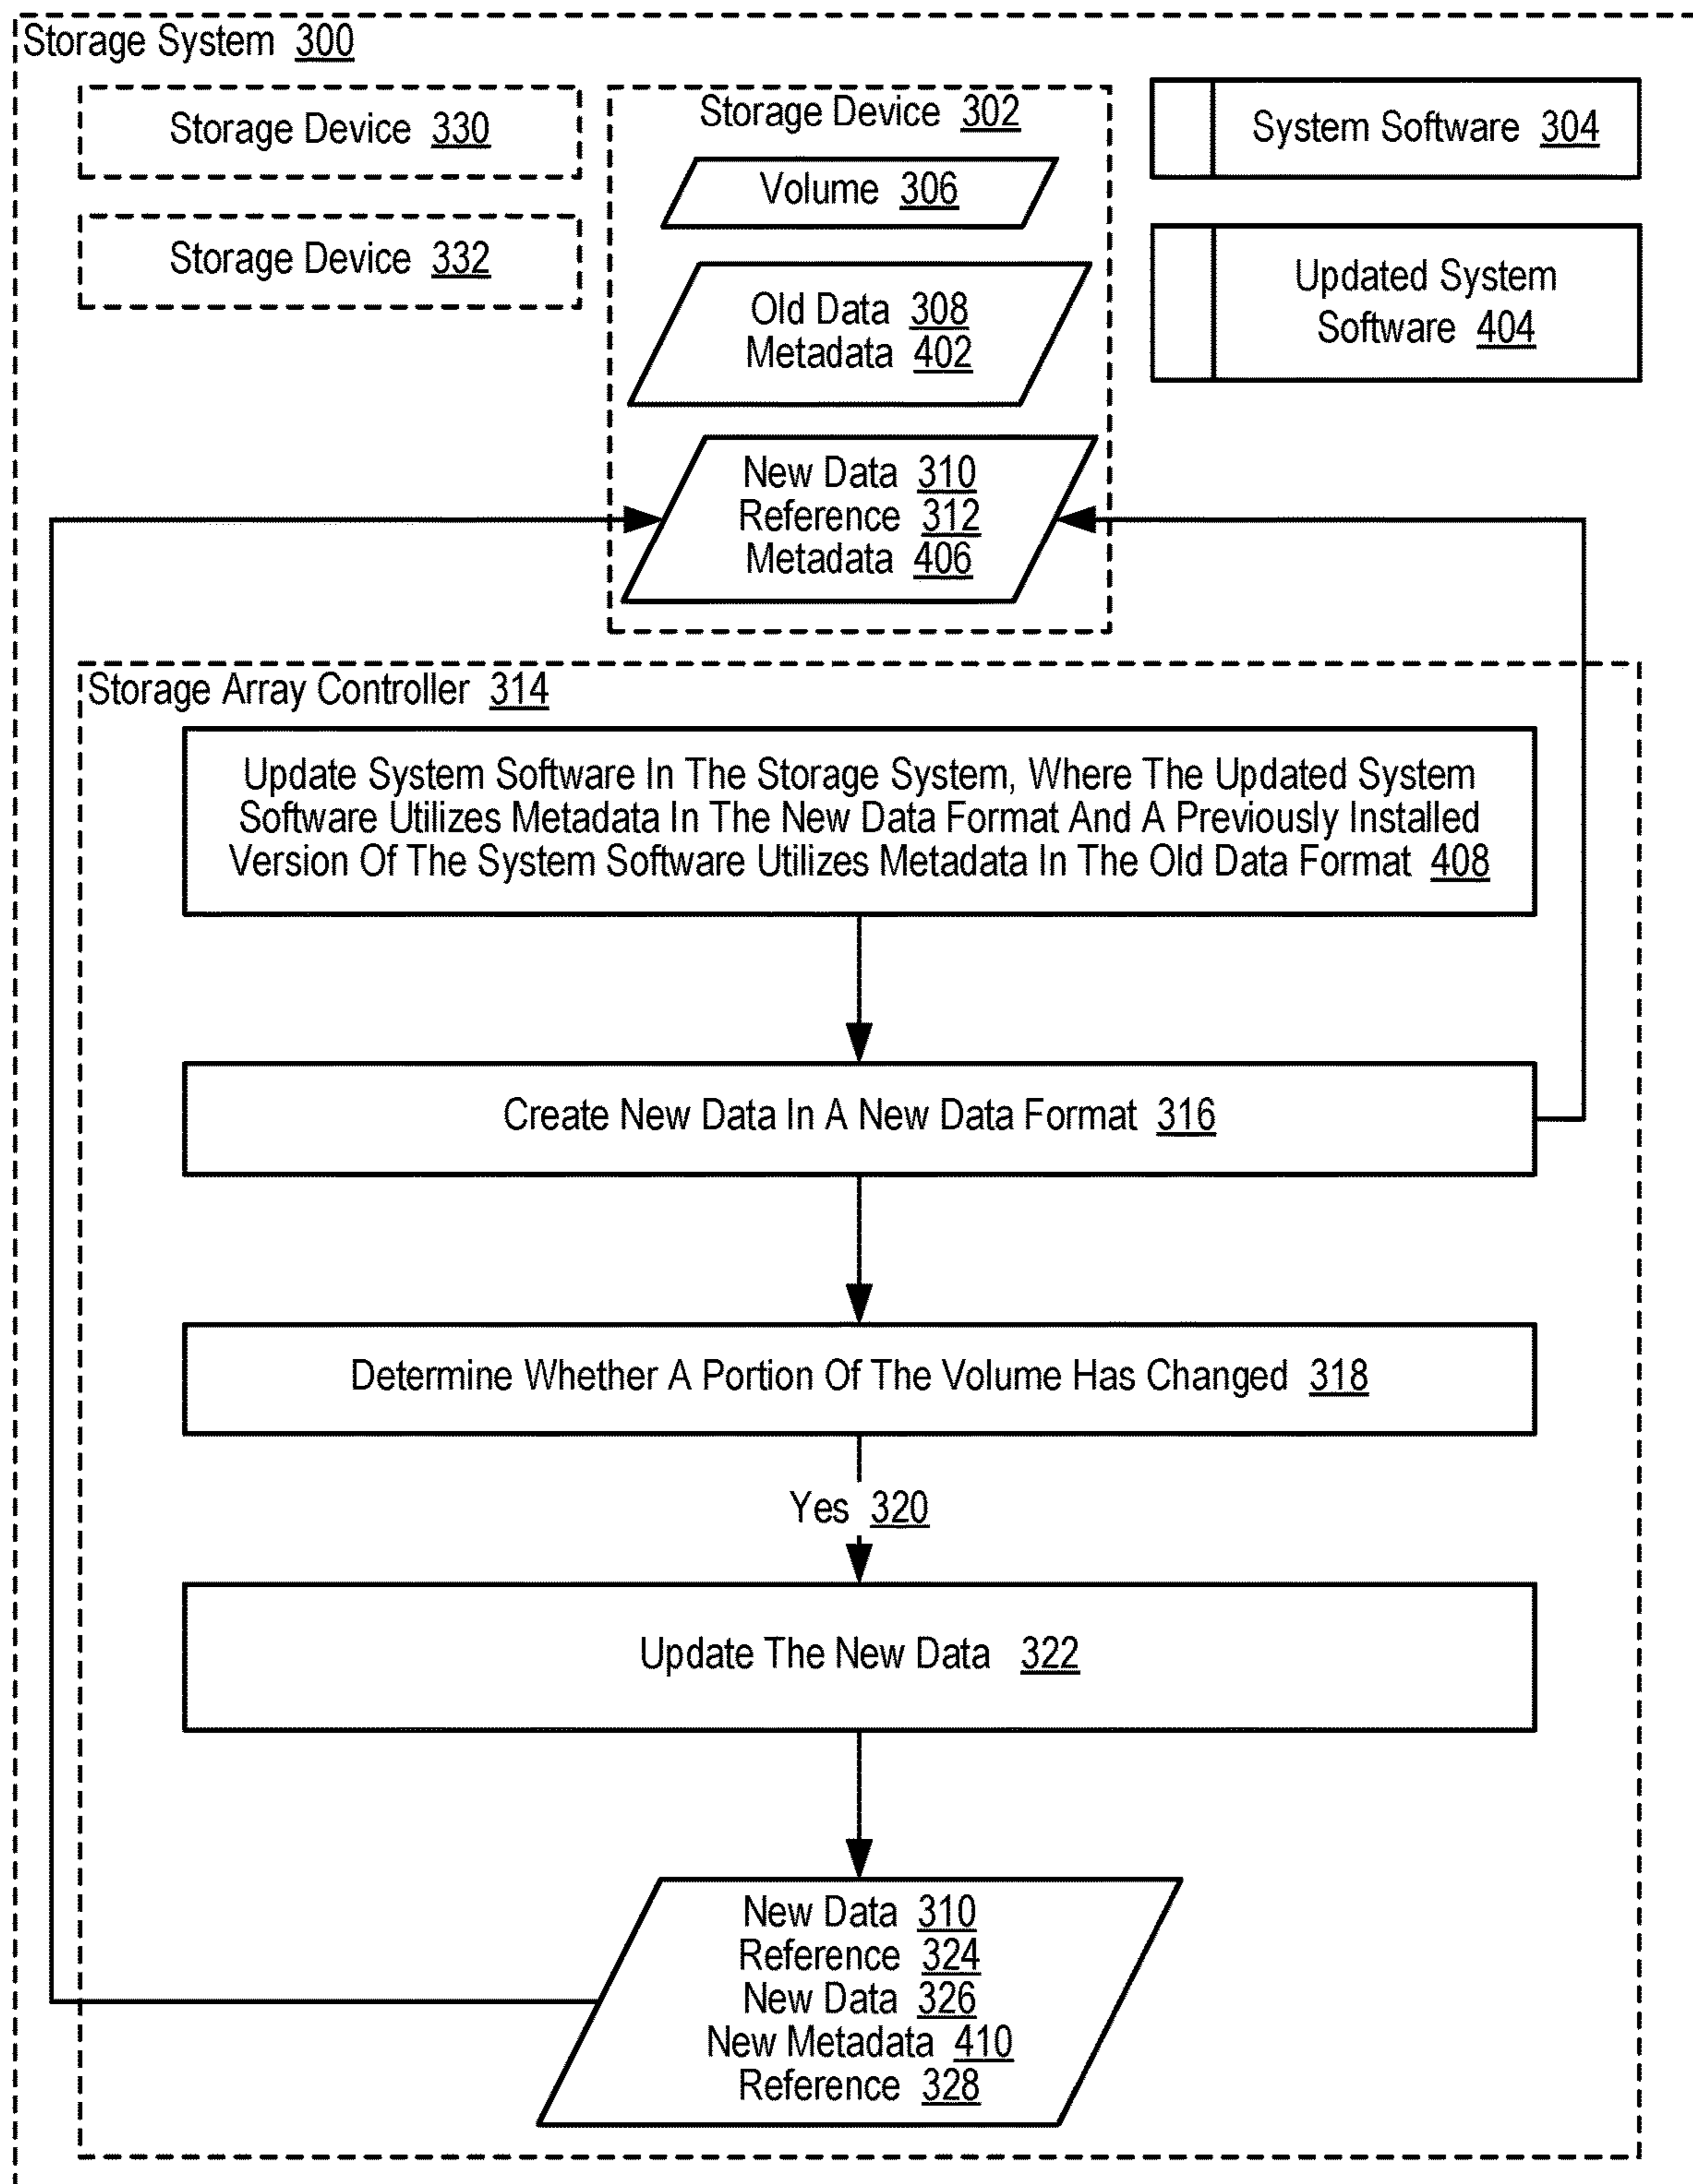 Storage System 300
Storage Device 330
Storage Device 332
Storage Device 302
Volume 306
Old Data 308
Metadata 402
New Data 310
Reference 312
Metadata 406
System Software 304
Updated System
Software 404
Storage Array Controller 314
Update System Software In The Storage System, Where The Updated System
Software Utilizes Metadata In The New Data Format And A Previously Installed
Version Of The System Software Utilizes Metadata In The Old Data Format 408
Create New Data In A New Data Format 316
Determine Whether A Portion Of The Volume Has Changed 318
Yes 320
Update The New Data 322
New Data 310
Reference 324
New Data 326
New Metadata 410
Reference 328